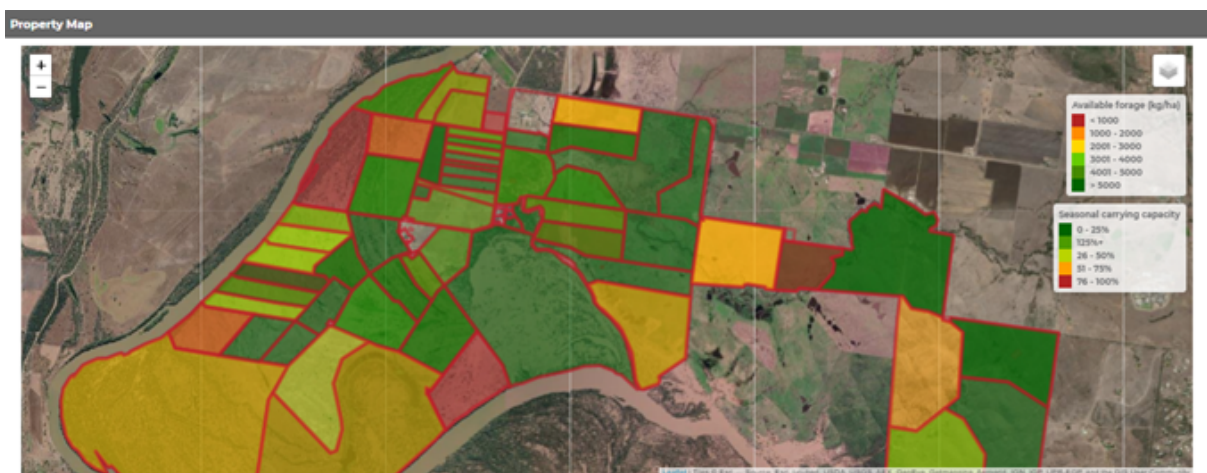 Property Map
+
−
Available forage (kg/ha)
< 1000
1000 - 2000
2001 - 3000
3001 - 4000
4001 - 5000
> 5000
Seasonal carrying capacity
0 - 25%
125%+
26 - 50%
51 - 75%
76 - 100%